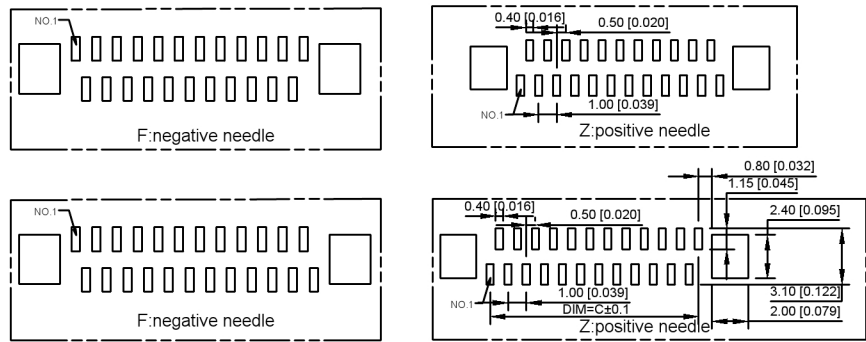 NO.1
F:negative needle
0.40 [0.016]
0.50 [0.020]
NO.1
1.00 [0.039]
Z:positive needle
NO.1
F:negative needle
0.80 [0.032]
1.15 [0.045]
0.40 [0.016]
0.50 [0.020]
2.40 [0.095]
NO.1
1.00 [0.039]
DIM=C±0.1
3.10 [0.122]
Z:positive needle
2.00 [0.079]